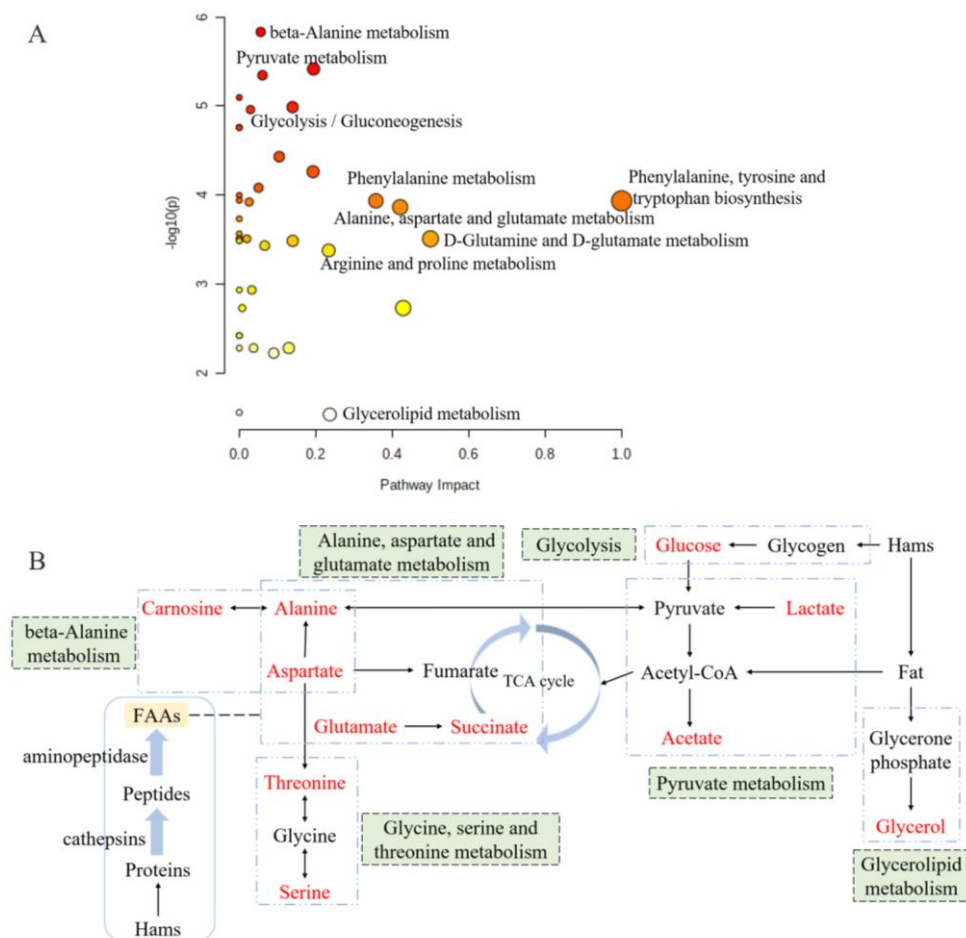 A
beta-Alanine metabolism
Pyruvate metabolism
Glycolysis / Gluconeogenesis
Phenylalanine metabolism
Phenylalanine, tyrosine and
tryptophan biosynthesis
Alanine, aspartate and glutamate metabolism
D-Glutamine and D-glutamate metabolism
Arginine and proline metabolism
Glycerolipid metabolism
-log10(p)
6
5
4
3
2
0.0 0.2 0.4 0.6 0.8 1.0
Pathway Impact
B
Alanine, aspartate and
glutamate metabolism
Glycolysis
Glucose
Glycogen
Hams
Carnosine
Alanine
Pyruvate
Lactate
beta-Alanine
metabolism
Aspartate
Fumarate
TCA cycle
Acetyl-CoA
Fat
FAAs
Glutamate
Succinate
Acetate
Glycerone
phosphate
aminopeptidase
Peptides
Threonine
Pyruvate metabolism
cathepsins
Glycine
Glycine, serine and
threonine metabolism
Glycerol
Proteins
Serine
Glycerolipid
metabolism
Hams